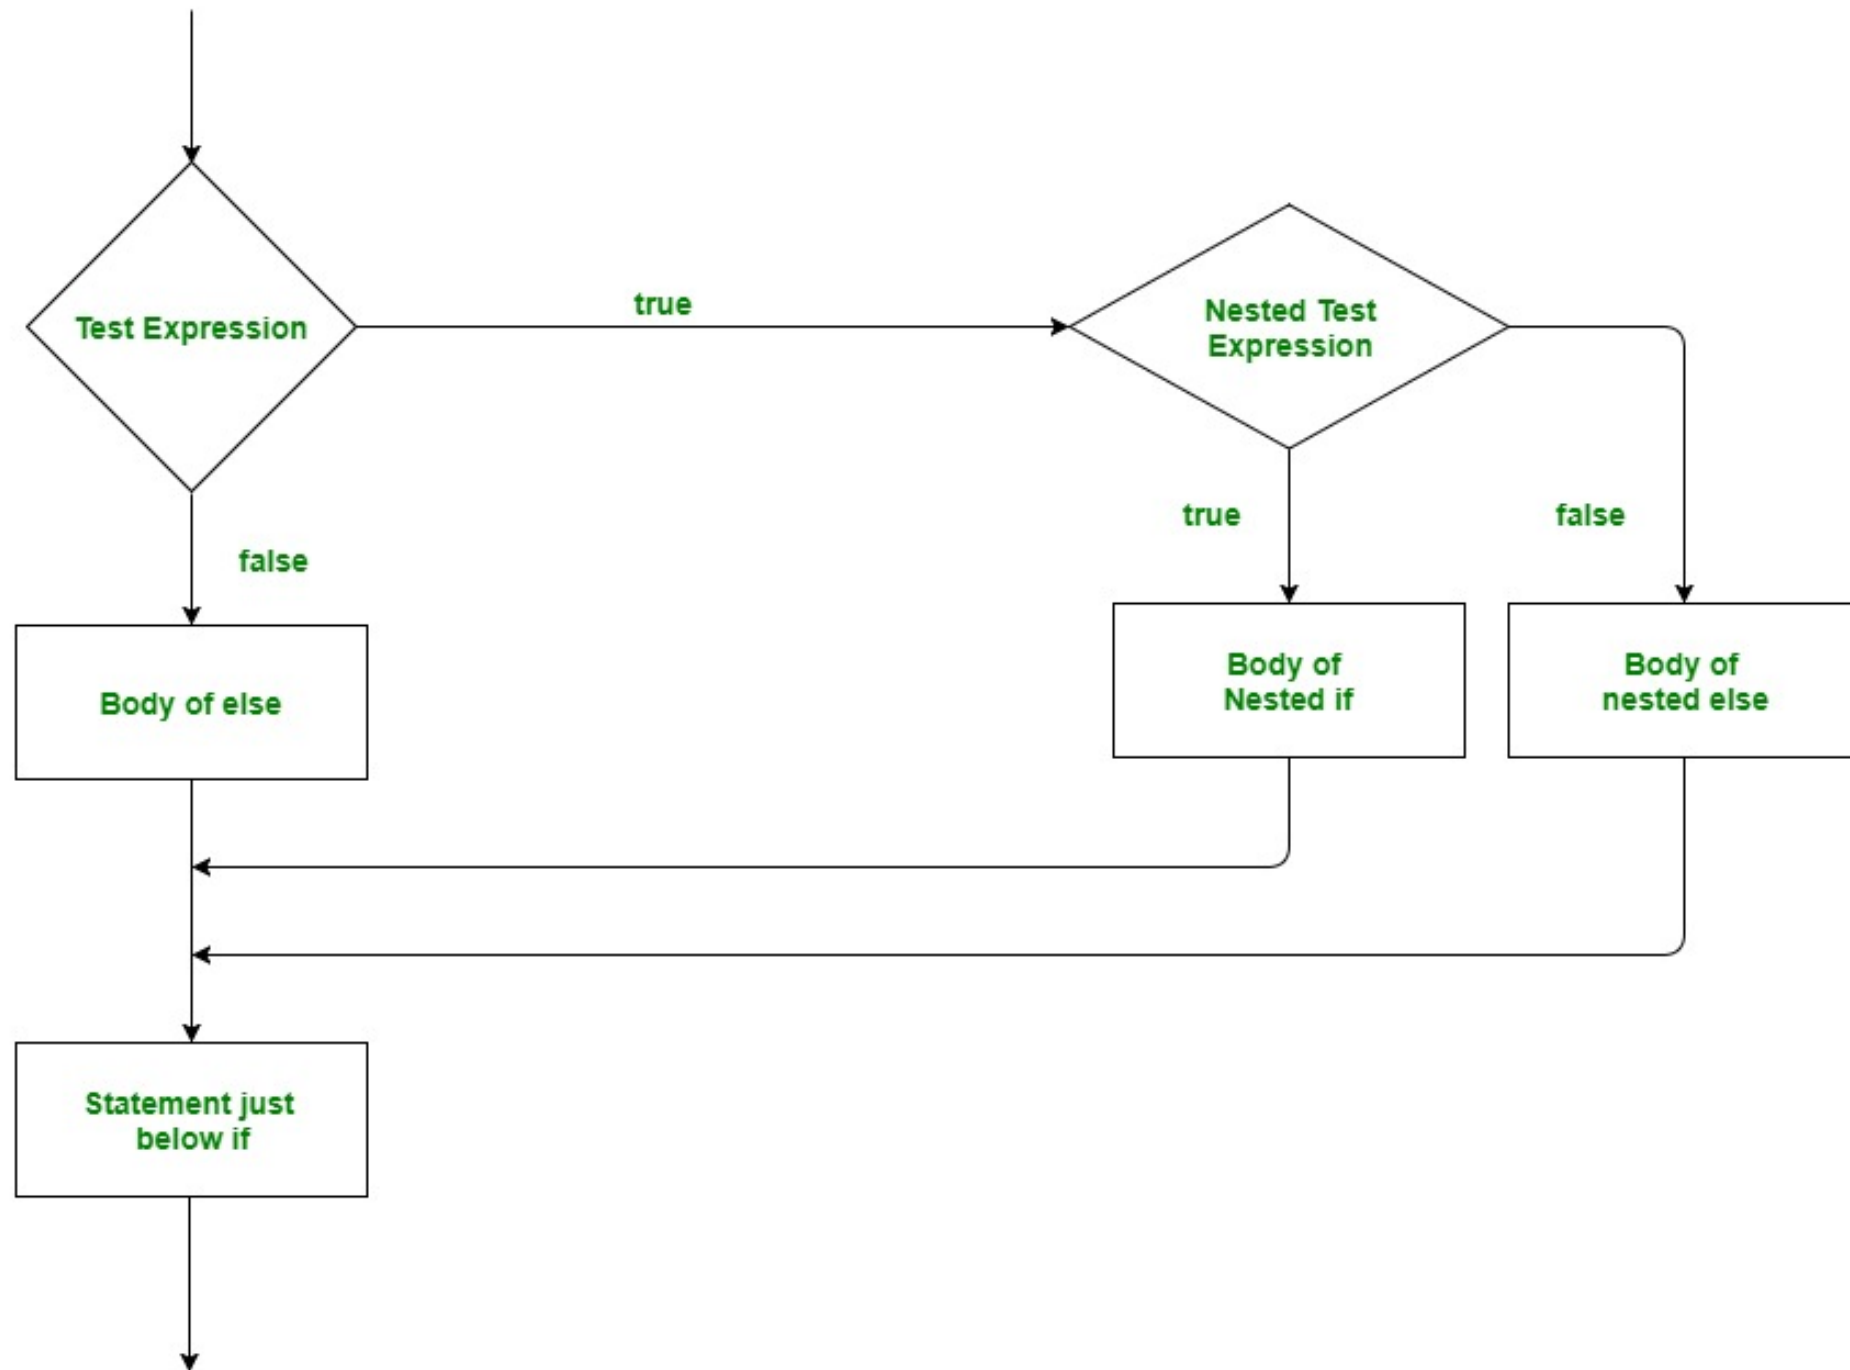 true
Nested Test
Expression
Test Expression
true
false
false
Body of
Nested if
Body of
nested else
Body of else
Statement just
below if